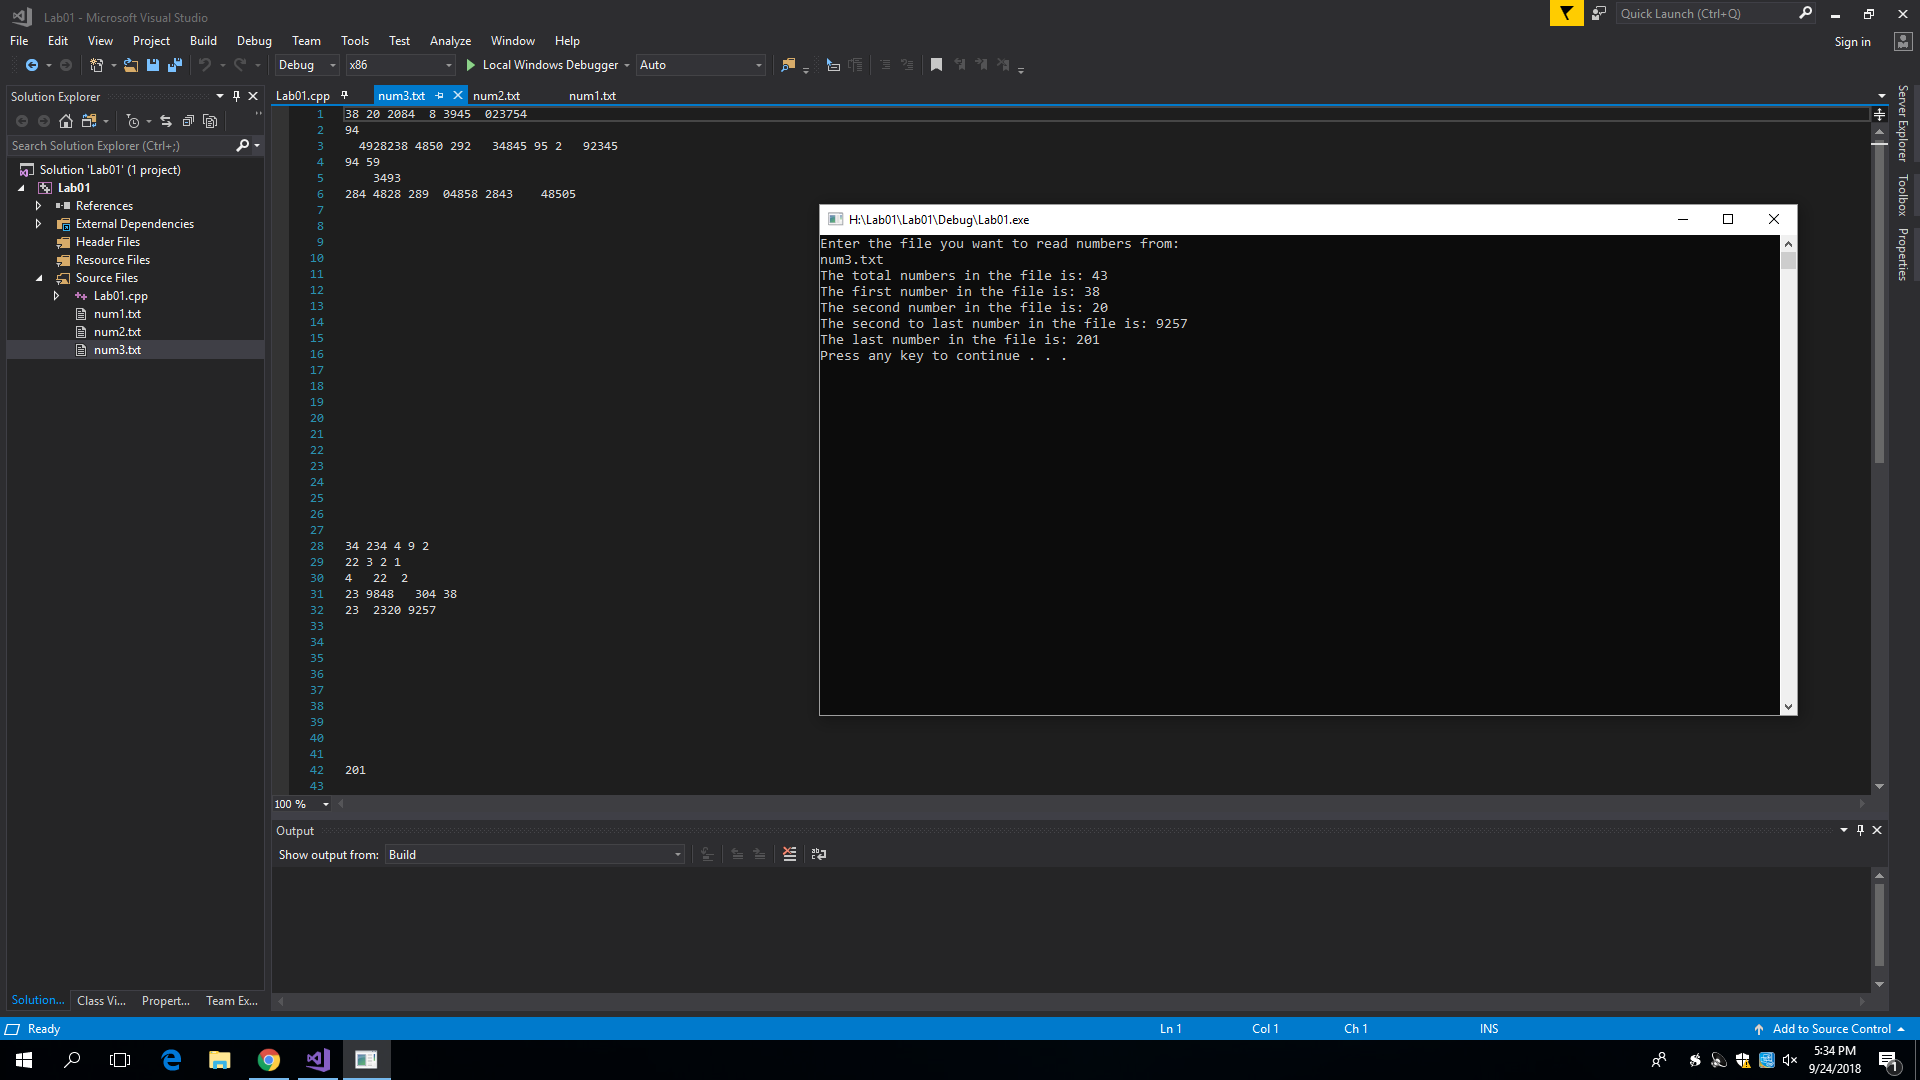 Lab01 - Microsoft Visual Studio
Quick Launch (Ctrl+Q)
File Edit View Project Build Debug Team Tools Test Analyze Window Help
Sign in
Debug x86 Local Windows Debugger Auto
Solution Explorer
Search Solution Explorer (Ctrl+;)
Solution 'Lab01' (1 project)
Lab01
References
External Dependencies
Header Files
Resource Files
Source Files
Lab01.cpp
num1.txt
num2.txt
num3.txt
Solution... Class Vi... Propert... Team Ex...
Lab01.cpp num3.txt num2.txt num1.txt
1 38 20 2084  8 3945  023754
2 94
3   4928238 4850 292   34845 95 2   92345
4 94 59
5     3493
6 284 4828 289  04858 2843    48505
7
8
9
10
11
12
13
14
15
16
17
18
19
20
21
22
23
24
25
26
27
28 34 234 4 9 2
29 22 3 2 1
30 4   22  2
31 23 9848   304 38
32 23  2320 9257
33
34
35
36
37
38
39
40
41
42 201
43
100 %
H:\Lab01\Lab01\Debug\Lab01.exe
Enter the file you want to read numbers from:
num3.txt
The total numbers in the file is: 43
The first number in the file is: 38
The second number in the file is: 20
The second to last number in the file is: 9257
The last number in the file is: 201
Press any key to continue . . .
Server Explorer
Toolbox
Properties
Output
Show output from: Build
Ready Ln 1 Col 1 Ch 1 INS Add to Source Control
5:34 PM
9/24/2018
1